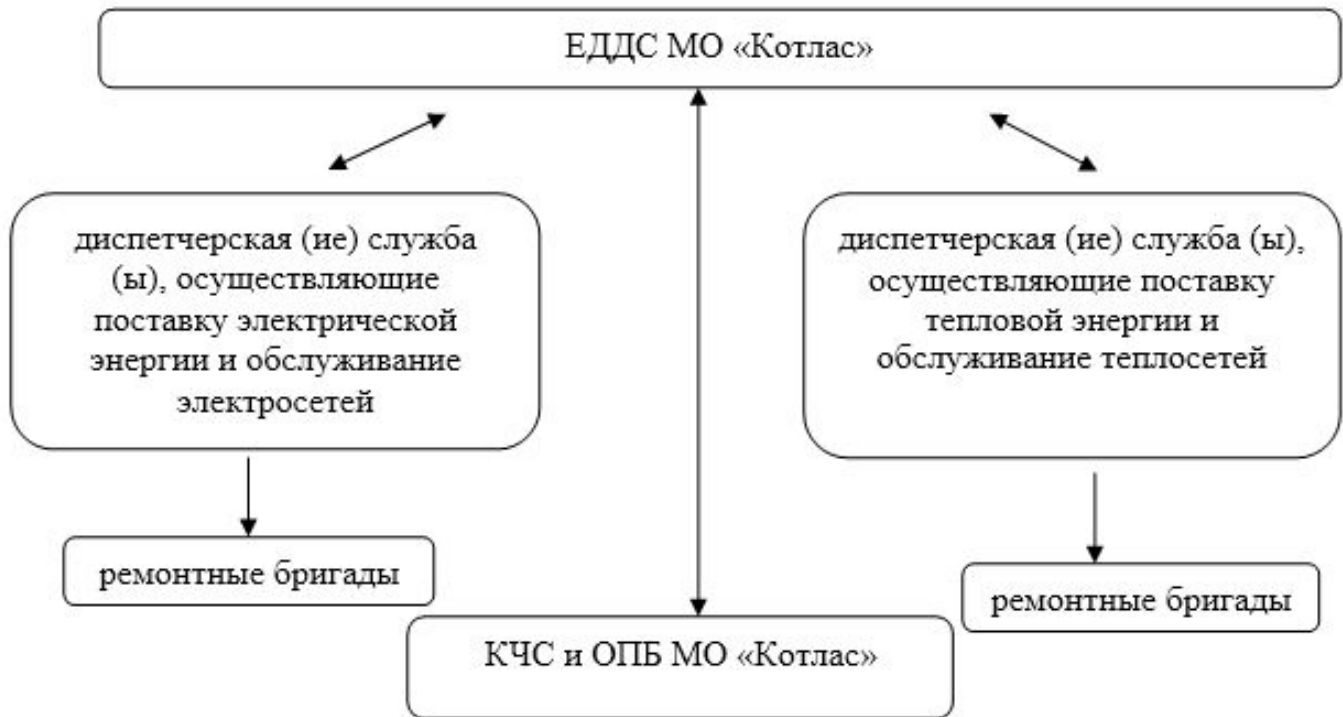 ЕДДС МО «Котлас»
диспетчерская (ие) служба
(ы), осуществляющие
поставку электрической
энергии и обслуживание
электросетей
диспетчерская (ие) служба (ы),
осуществляющие поставку
тепловой энергии и
обслуживание теплосетей
ремонтные бригады
ремонтные бригады
КЧС и ОПБ МО «Котлас»